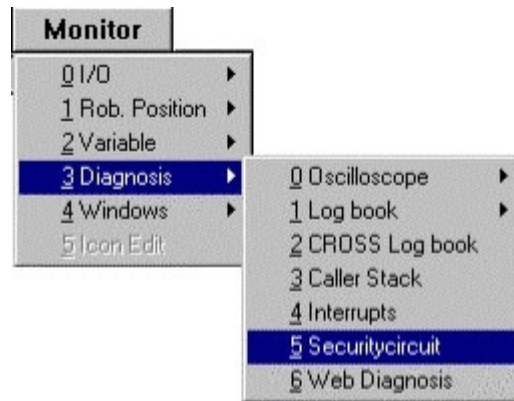 Monitor
0 I/O
1 Rob. Position
2 Variable
3 Diagnosis
4 Windows
5 Icon Edit
0 Oscilloscope
1 Log book
2 CROSS Log book
3 Caller Stack
4 Interrupts
5 Securitycircuit
6 Web Diagnosis